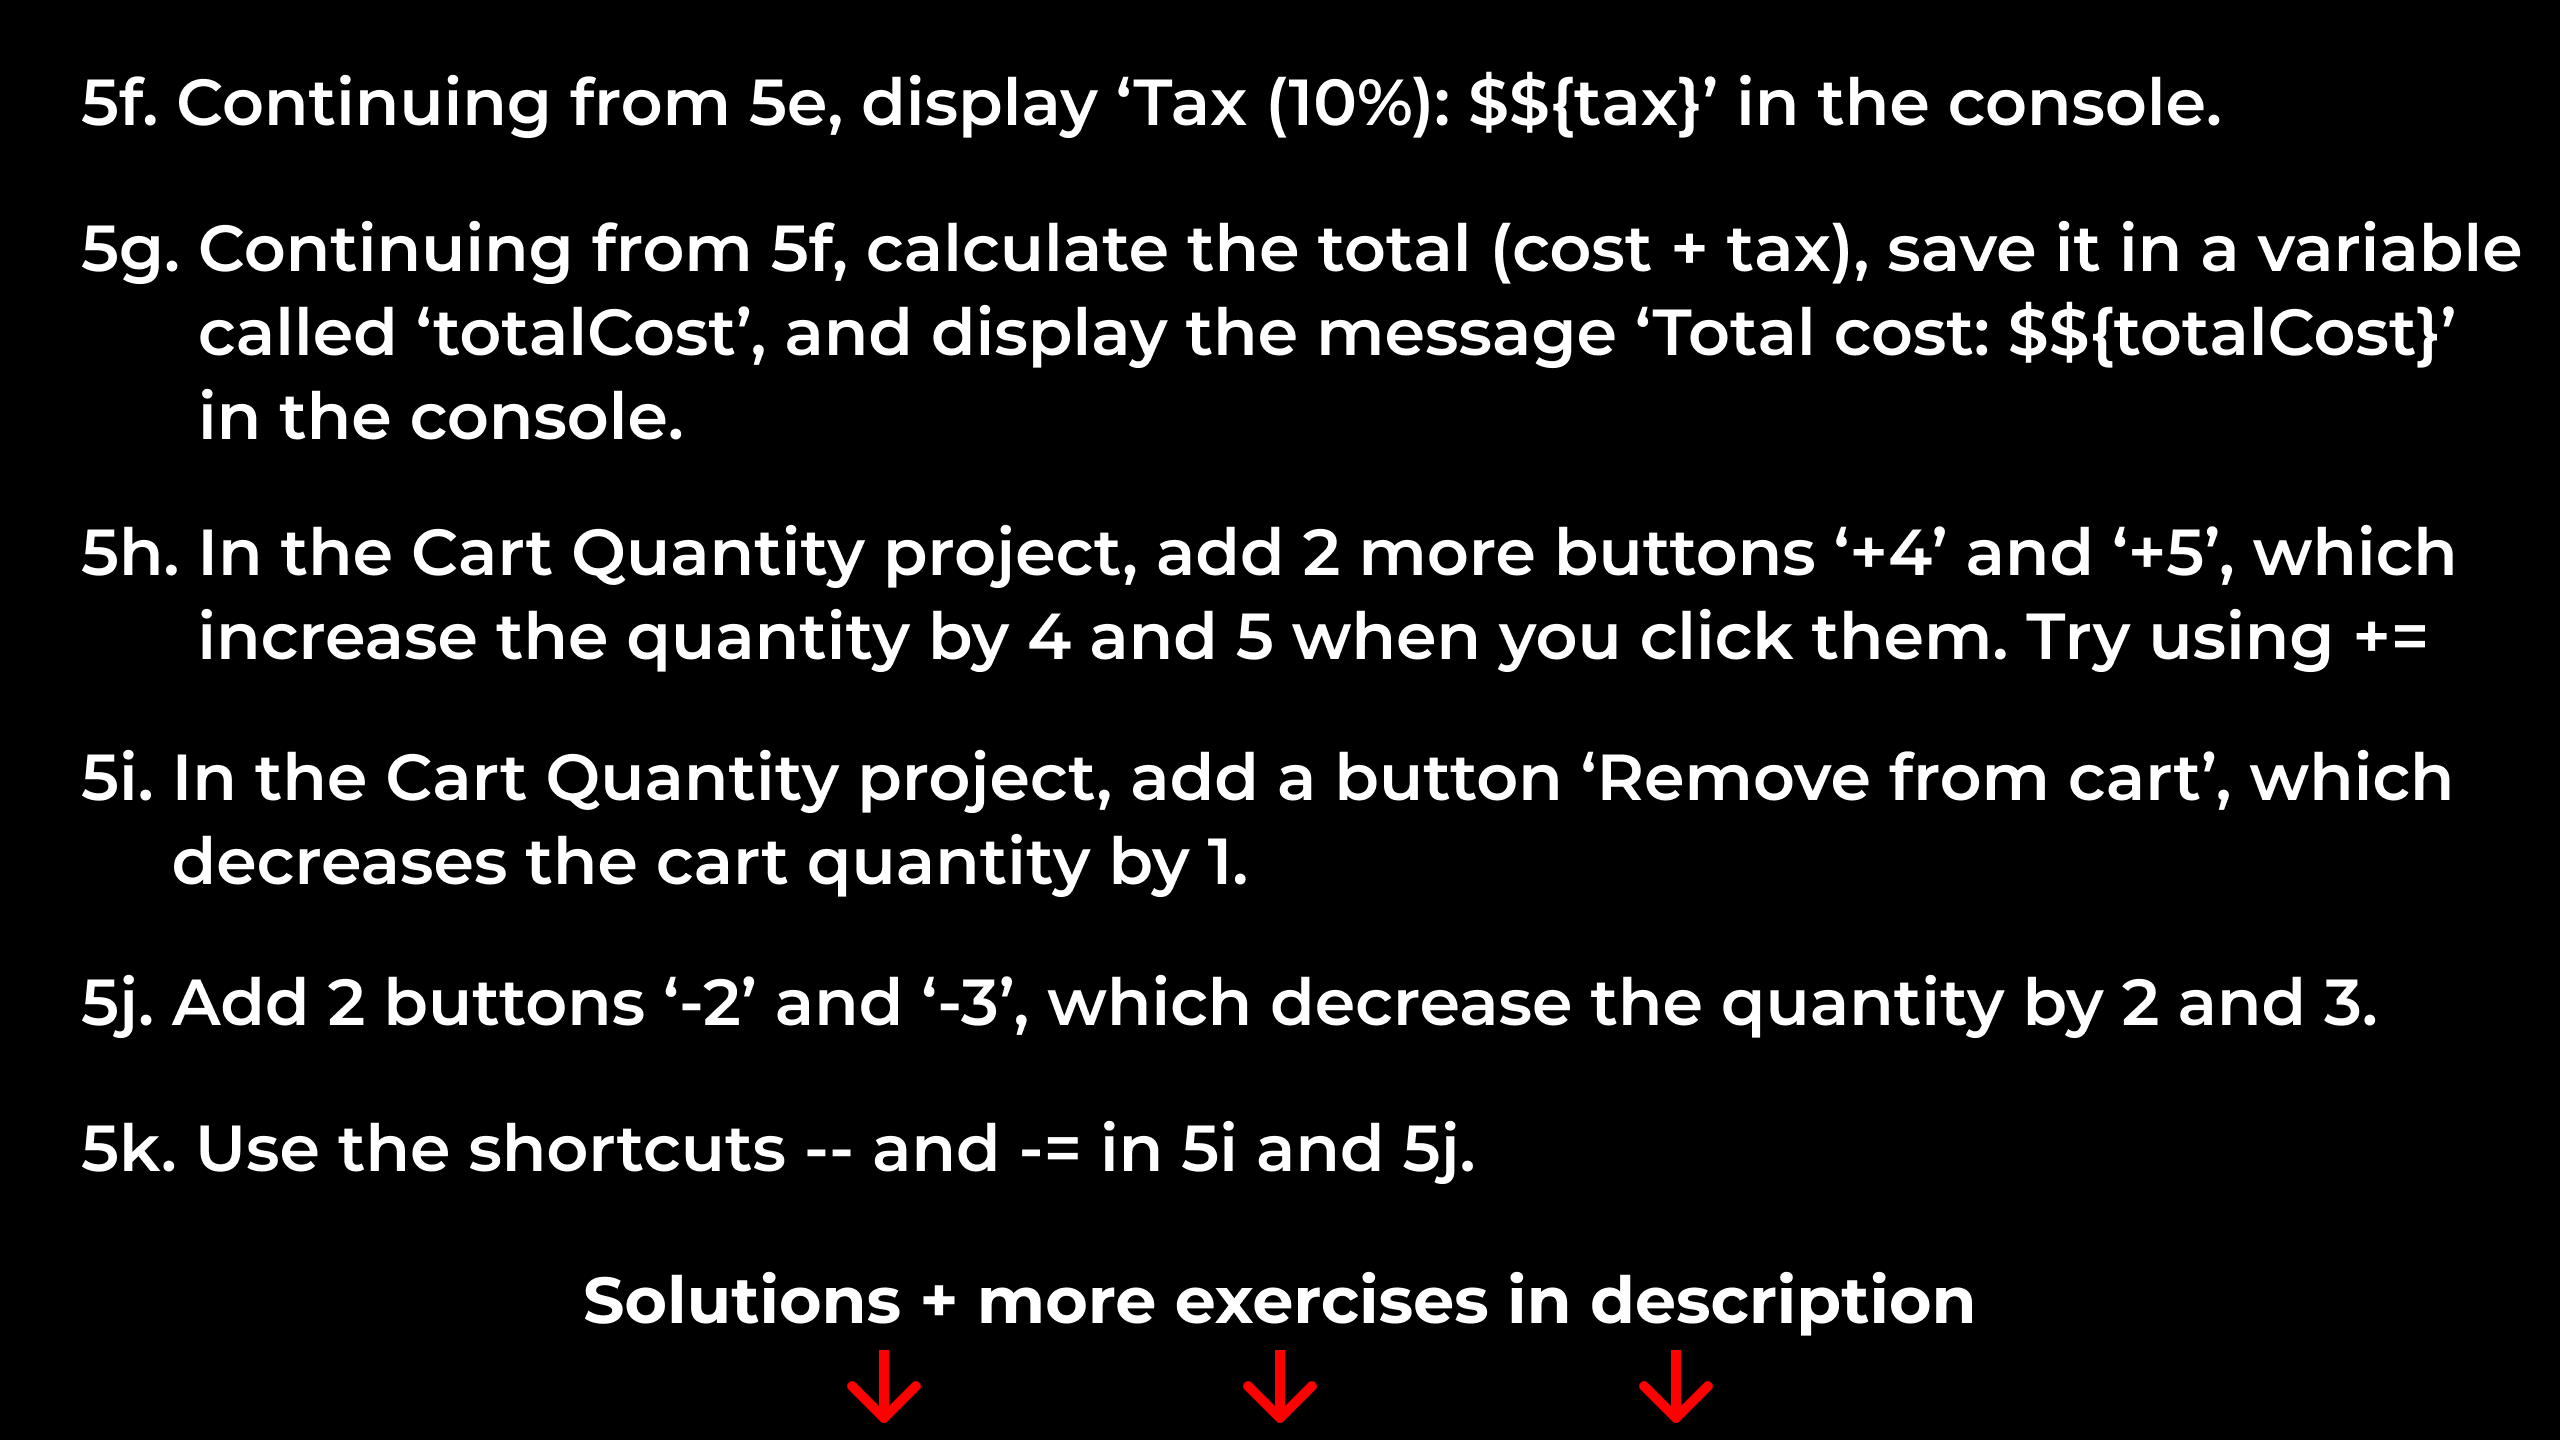 5f. Continuing from 5e, display ‘Tax (10%): $${tax}’ in the console.
5g. Continuing from 5f, calculate the total (cost + tax), save it in a variable
called ‘totalCost’, and display the message ‘Total cost: $${totalCost}’
in the console.
5h. In the Cart Quantity project, add 2 more buttons ‘+4’ and ‘+5’, which
increase the quantity by 4 and 5 when you click them. Try using +=
5i. In the Cart Quantity project, add a button ‘Remove from cart’, which
decreases the cart quantity by 1.
5j. Add 2 buttons ‘-2’ and ‘-3’, which decrease the quantity by 2 and 3.
5k. Use the shortcuts -- and -= in 5i and 5j.
Solutions + more exercises in description